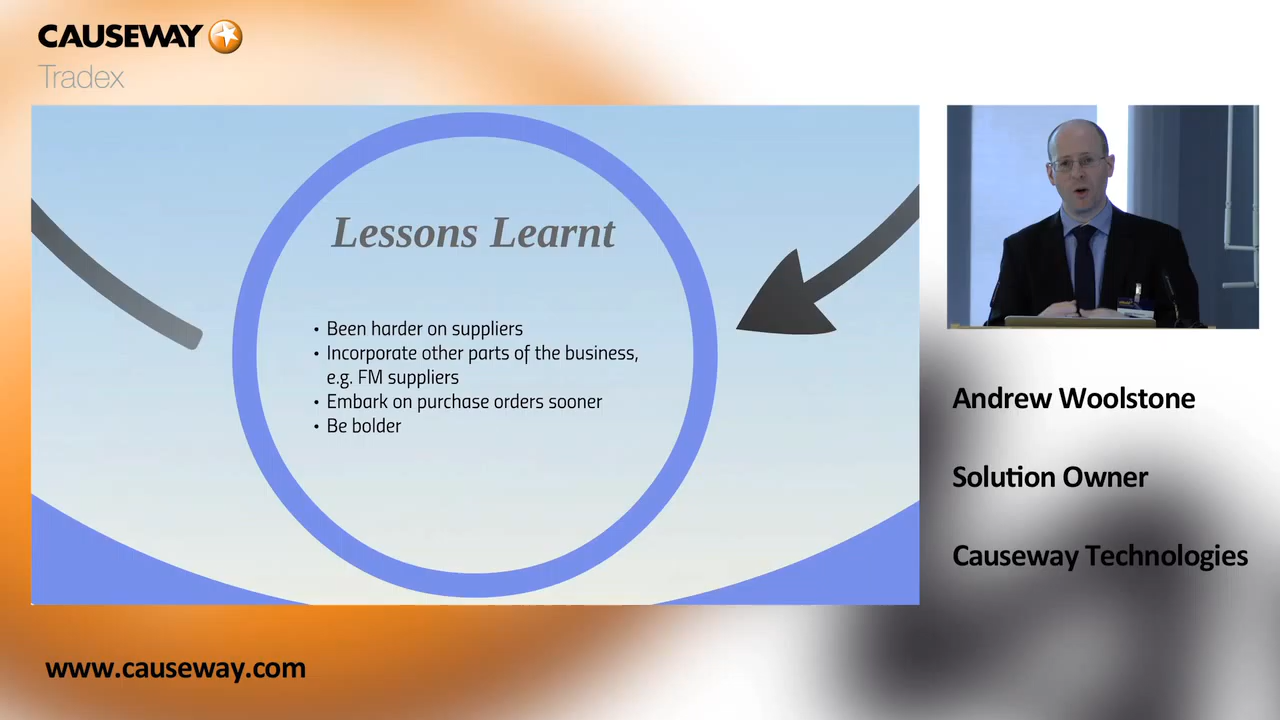 CAUSEWAY
Tradex
Lessons Learnt
• Been harder on suppliers
• Incorporate other parts of the business,
e.g. FM suppliers
• Embark on purchase orders sooner
• Be bolder
Andrew Woolstone
Solution Owner
Causeway Technologies
www.causeway.com